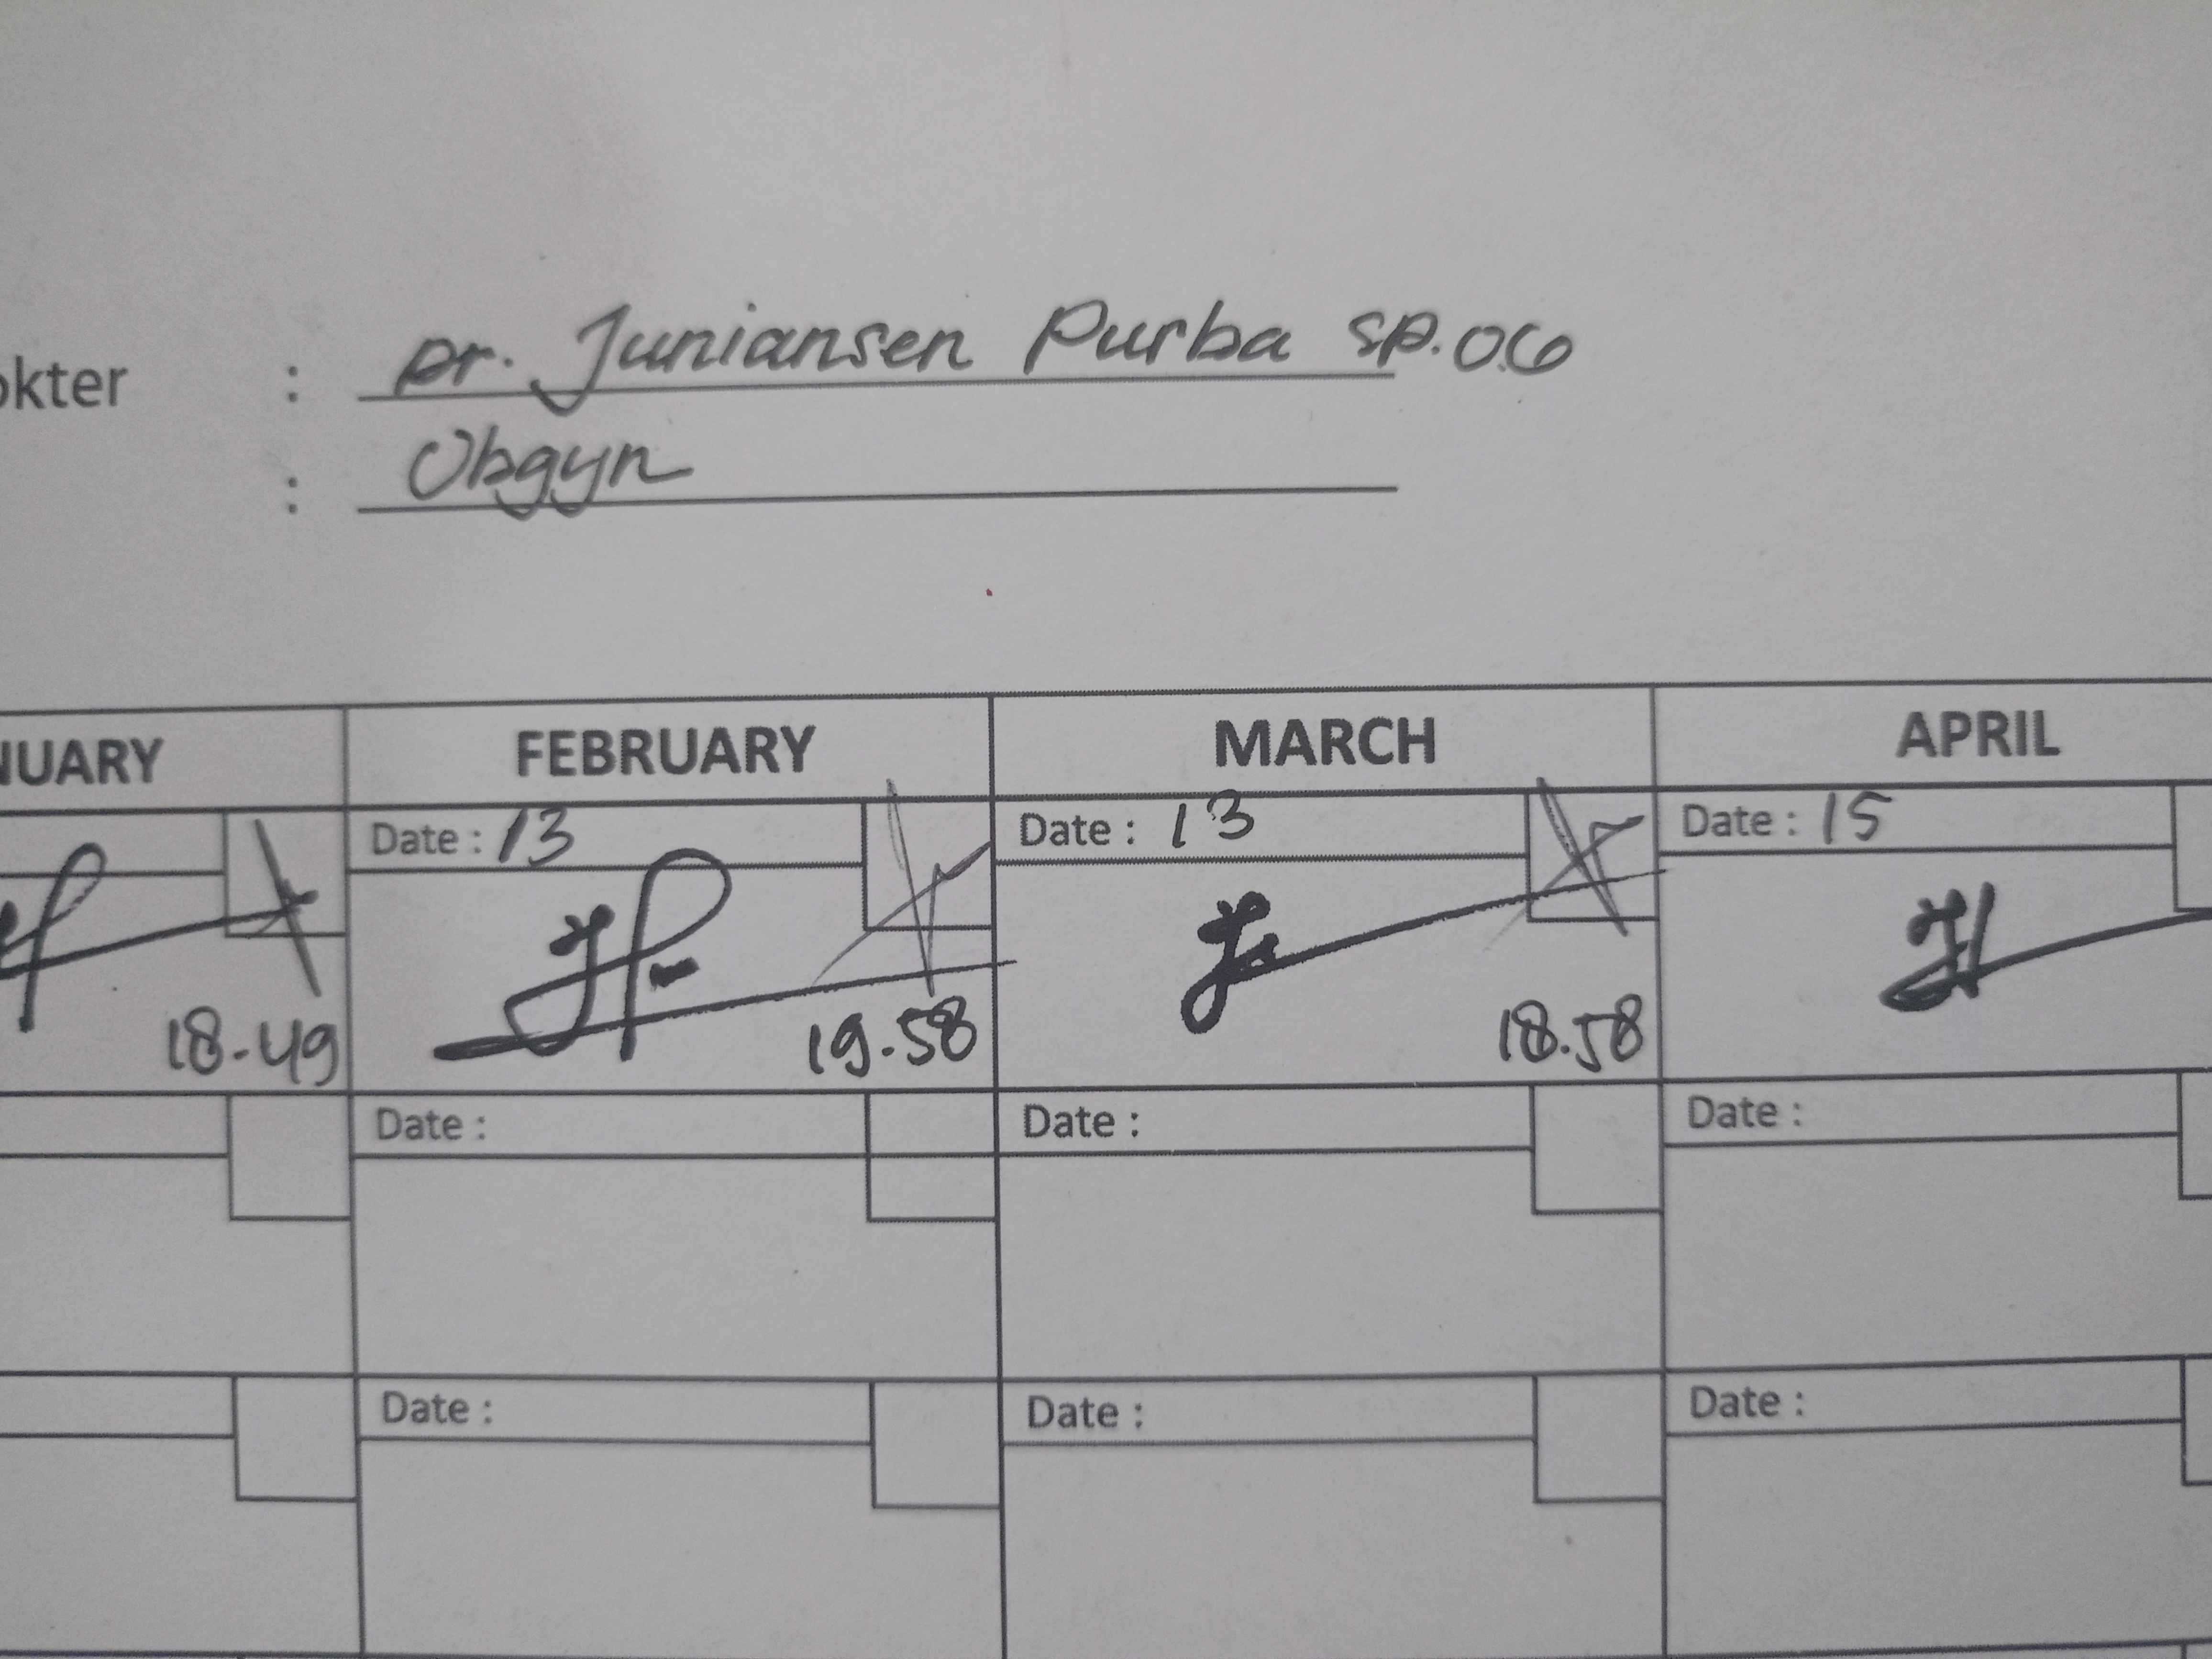 okter : Dr. Juniansen Purba Sp.OG
: Obgyn
NUARY FEBRUARY MARCH APRIL
Date : 13 Date : 13 Date : 15
18.49 19.58 18.58
Date : Date : Date :
Date : Date : Date :